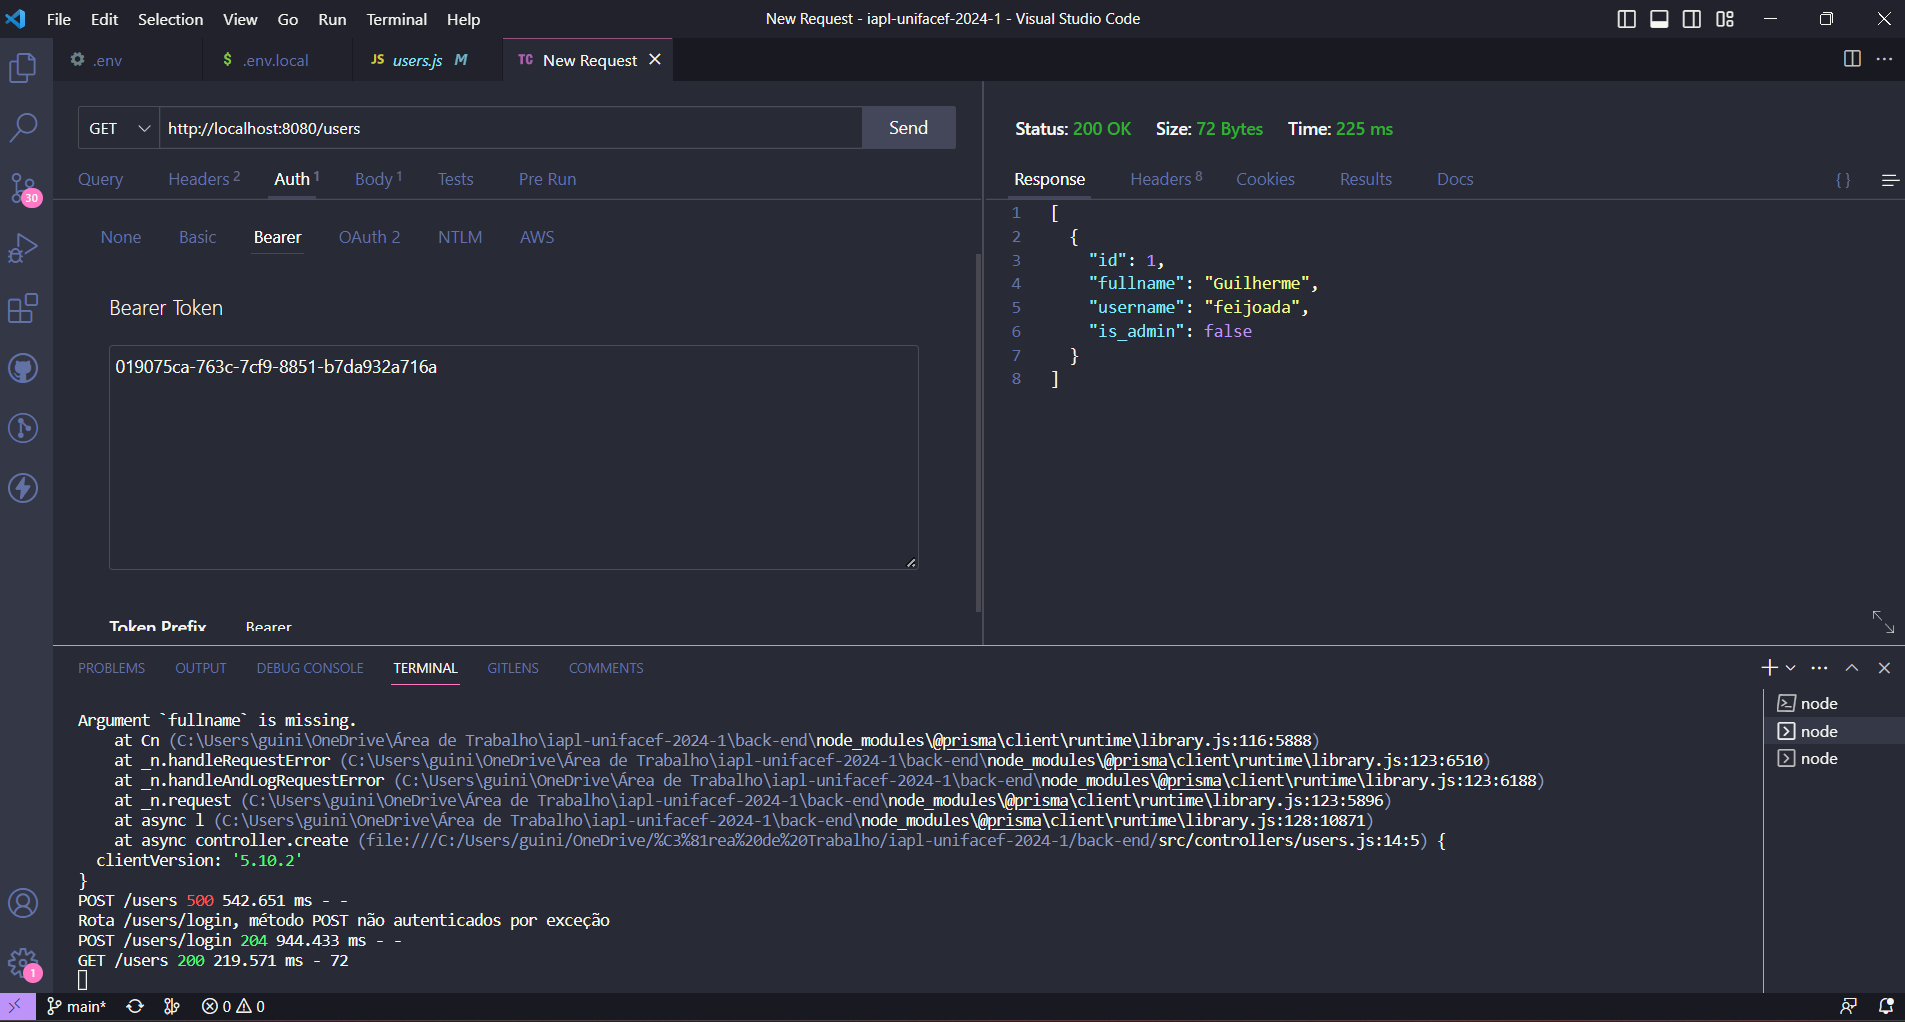 File Edit Selection View Go Run Terminal Help
New Request - iapl-unifacef-2024-1 - Visual Studio Code
.env
$ .env.local
JS users.js M
TC New Request
GET http://localhost:8080/users Send
Query Headers 2 Auth 1 Body 1 Tests Pre Run
None Basic Bearer OAuth 2 NTLM AWS
Bearer Token
019075ca-763c-7cf9-8851-b7da932a716a
Token Prefix Bearer
Status: 200 OK Size: 72 Bytes Time: 225 ms
Response Headers 8 Cookies Results Docs { }
1 [
2 {
3 "id": 1,
4 "fullname": "Guilherme",
5 "username": "feijoada",
6 "is_admin": false
7 }
8 ]
30
PROBLEMS OUTPUT DEBUG CONSOLE TERMINAL GITLENS COMMENTS
Argument `fullname` is missing.
at Cn (C:\Users\guini\OneDrive\Área de Trabalho\iapl-unifacef-2024-1\back-end\node_modules\@prisma\client\runtime\library.js:116:5888)
at _n.handleRequestError (C:\Users\guini\OneDrive\Área de Trabalho\iapl-unifacef-2024-1\back-end\node_modules\@prisma\client\runtime\library.js:123:6510)
at _n.handleAndLogRequestError (C:\Users\guini\OneDrive\Área de Trabalho\iapl-unifacef-2024-1\back-end\node_modules\@prisma\client\runtime\library.js:123:6188)
at _n.request (C:\Users\guini\OneDrive\Área de Trabalho\iapl-unifacef-2024-1\back-end\node_modules\@prisma\client\runtime\library.js:123:5896)
at async l (C:\Users\guini\OneDrive\Área de Trabalho\iapl-unifacef-2024-1\back-end\node_modules\@prisma\client\runtime\library.js:128:10871)
at async controller.create (file:///C:/Users/guini/OneDrive/%C3%81rea%20de%20Trabalho/iapl-unifacef-2024-1/back-end/src/controllers/users.js:14:5) {
clientVersion: '5.10.2'
}
POST /users 500 542.651 ms - -
Rota /users/login, método POST não autenticados por exceção
POST /users/login 204 944.433 ms - -
GET /users 200 219.571 ms - 72
node
node
node
1
main* 0 0